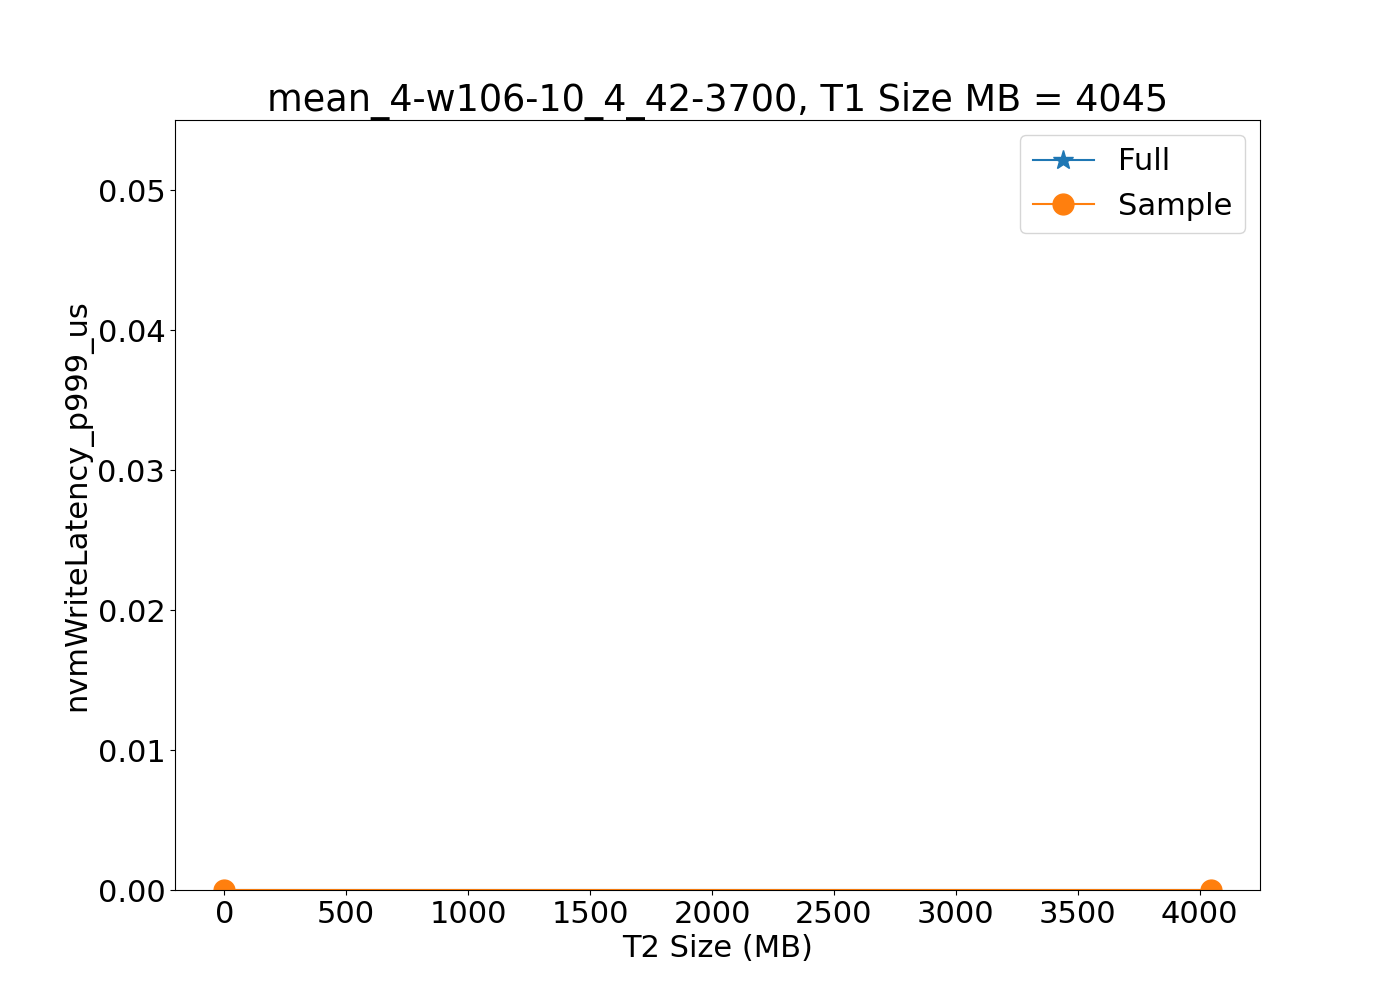 mean_4-w106-10_4_42-3700, T1 Size MB = 4045
Full
Sample
nvmWriteLatency_p999_us
0.05
0.04
0.03
0.02
0.01
0.00
0 500 1000 1500 2000 2500 3000 3500 4000
T2 Size (MB)